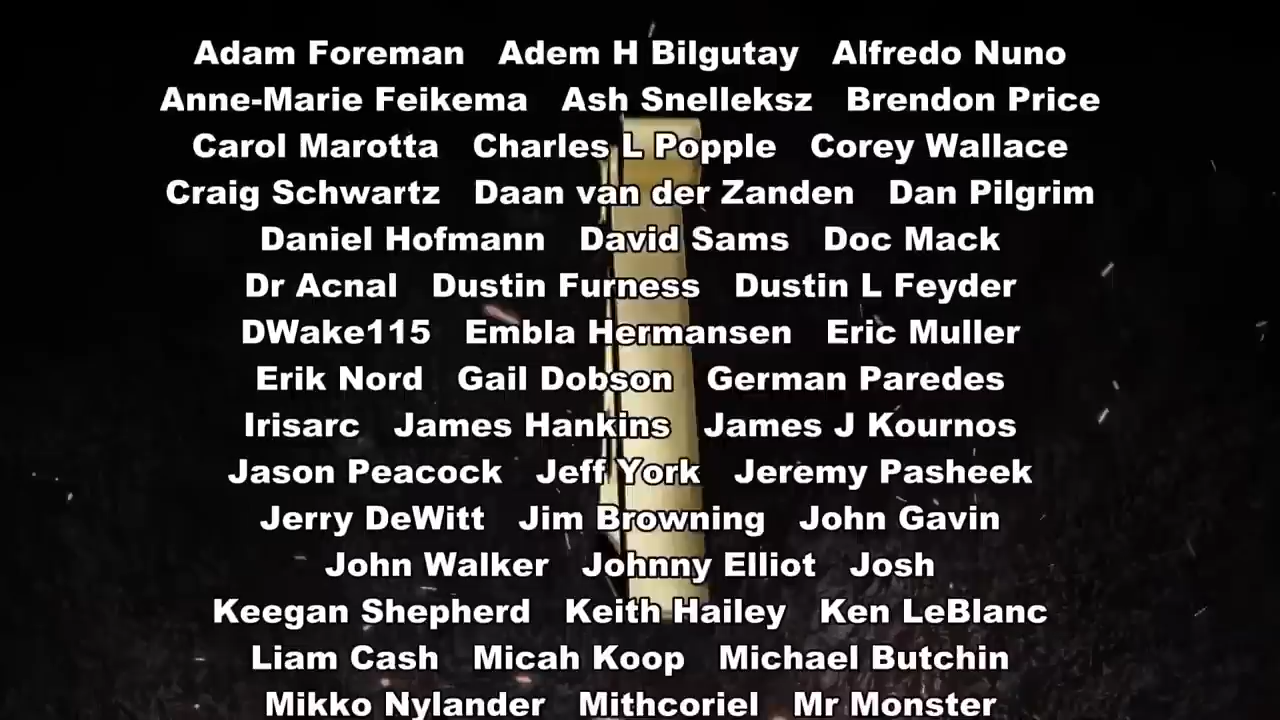 Adam Foreman Adem H Bilgutay Alfredo Nuno
Anne-Marie Feikema Ash Snelleksz Brendon Price
Carol Marotta Charles L Popple Corey Wallace
Craig Schwartz Daan van der Zanden Dan Pilgrim
Daniel Hofmann David Sams Doc Mack
Dr Acnal Dustin Furness Dustin L Feyder
DWake115 Embla Hermansen Eric Muller
Erik Nord Gail Dobson German Paredes
Irisarc James Hankins James J Kournos
Jason Peacock Jeff York Jeremy Pasheek
Jerry DeWitt Jim Browning John Gavin
John Walker Johnny Elliot Josh
Keegan Shepherd Keith Hailey Ken LeBlanc
Liam Cash Micah Koop Michael Butchin
Mikko Nylander Mithcoriel Mr Monster